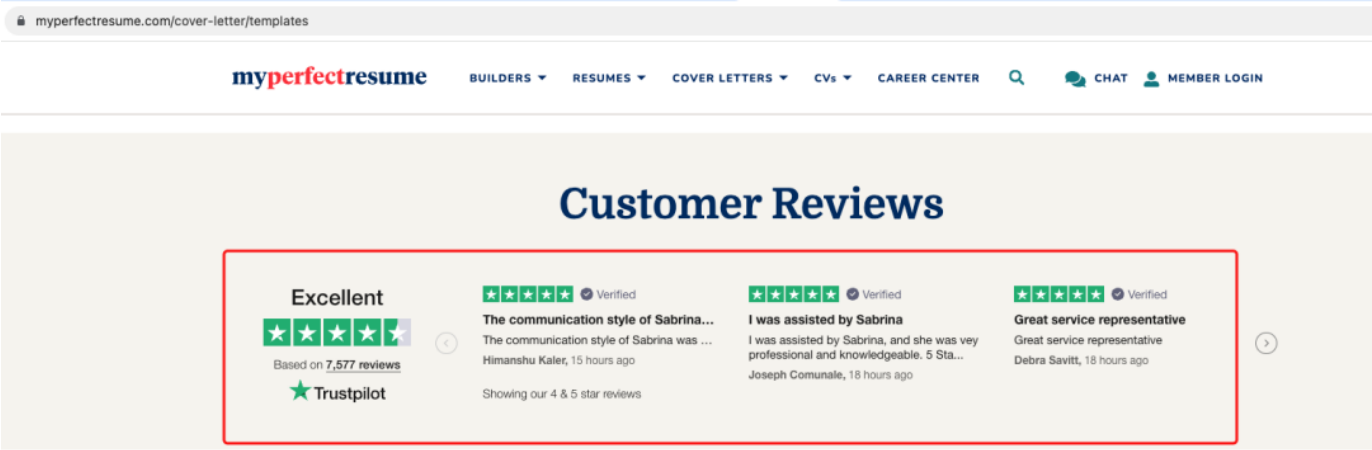 myperfectresume.com/cover-letter/templates
myperfectresume BUILDERS RESUMES COVER LETTERS CVs CAREER CENTER CHAT MEMBER LOGIN
Customer Reviews
Excellent
Based on 7,577 reviews
Trustpilot
Verified
The communication style of Sabrina...
The communication style of Sabrina was ...
Himanshu Kaler, 15 hours ago
Showing our 4 & 5 star reviews
Verified
I was assisted by Sabrina
I was assisted by Sabrina, and she was vey
professional and knowledgeable. 5 Sta...
Joseph Comunale, 18 hours ago
Verified
Great service representative
Great service representative
Debra Savitt, 18 hours ago